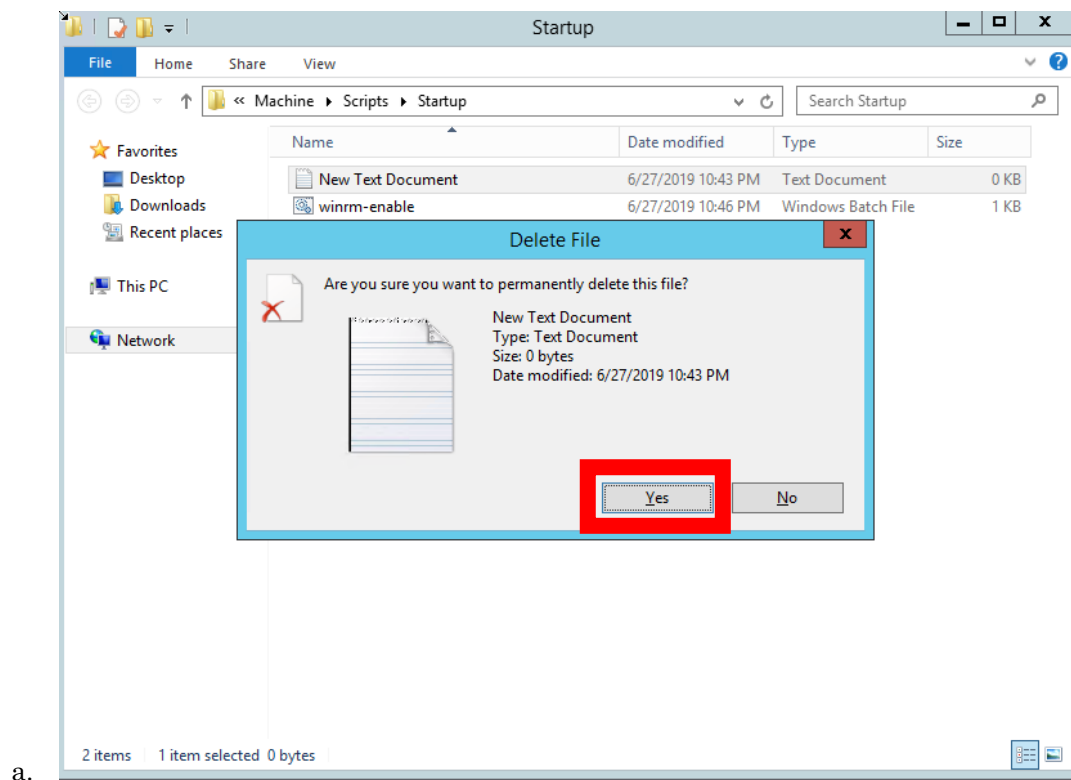 Startup
File Home Share View
« Machine Scripts Startup Search Startup
Name Date modified Type Size
Favorites
Desktop
Downloads
Recent places
This PC
Network
New Text Document 6/27/2019 10:43 PM Text Document 0 KB
winrm-enable 6/27/2019 10:46 PM Windows Batch File 1 KB
Delete File
Are you sure you want to permanently delete this file?
New Text Document
Type: Text Document
Size: 0 bytes
Date modified: 6/27/2019 10:43 PM
Yes No
2 items 1 item selected 0 bytes
a.